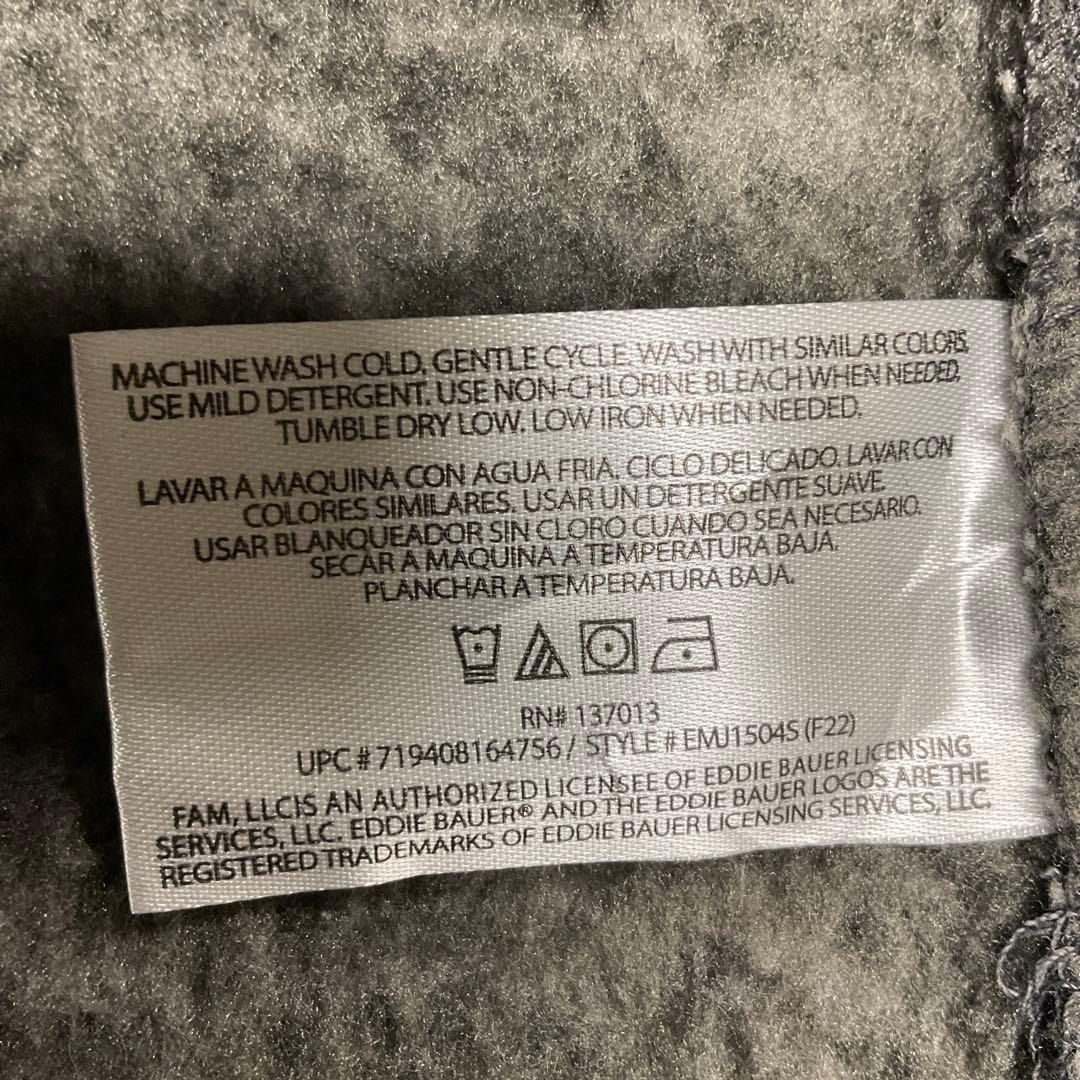 MACHINE WASH COLD. GENTLE CYCLE. WASH WITH SIMILAR COLORS.
USE MILD DETERGENT. USE NON-CHLORINE BLEACH WHEN NEEDED.
TUMBLE DRY LOW. LOW IRON WHEN NEEDED.
LAVAR A MAQUINA CON AGUA FRIA. CICLO DELICADO. LAVAR CON
COLORES SIMILARES. USAR UN DETERGENTE SUAVE.
USAR BLANQUEADOR SIN CLORO CUANDO SEA NECESARIO.
SECAR A MAQUINA A TEMPERATURA BAJA.
PLANCHAR A TEMPERATURA BAJA.
RN# 137013
UPC # 719408164756 / STYLE # EMJ1504S (F22)
FAM, LLCIS AN AUTHORIZED LICENSEE OF EDDIE BAUER LICENSING
SERVICES, LLC. EDDIE BAUER® AND THE EDDIE BAUER LOGOS ARE THE
REGISTERED TRADEMARKS OF EDDIE BAUER LICENSING SERVICES, LLC.